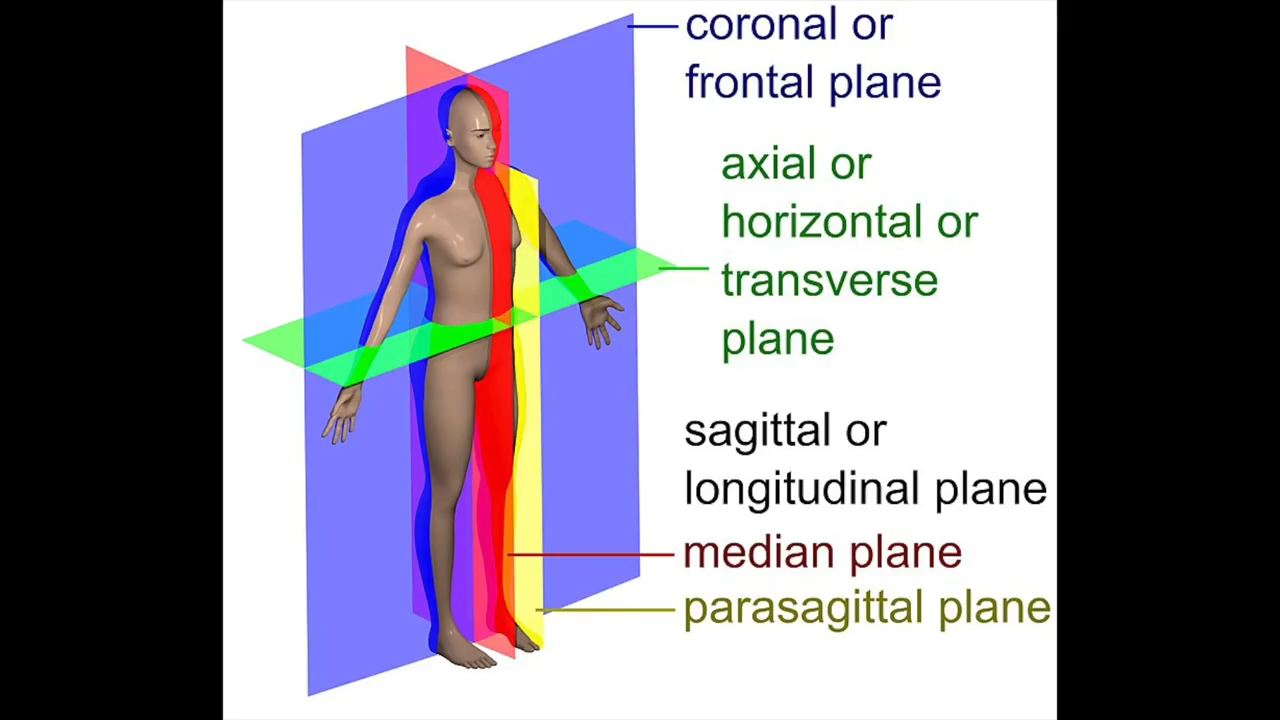 coronal or
frontal plane
axial or
horizontal or
transverse
plane
sagittal or
longitudinal plane
median plane
parasagittal plane